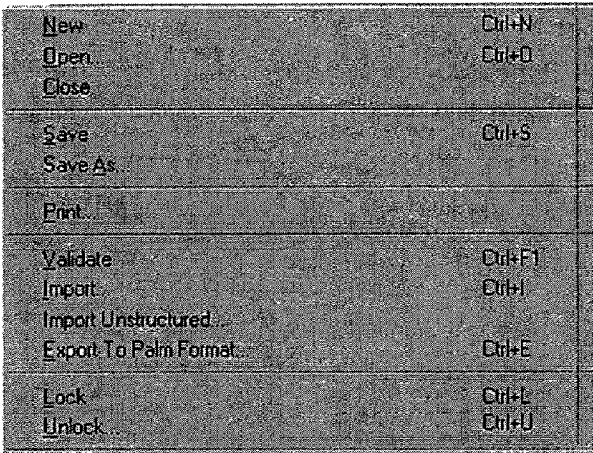 New Ctrl+N
Open... Ctrl+O
Close
Save Ctrl+S
Save As...
Print...
Validate Ctrl+F1
Import... Ctrl+I
Import Unstructured...
Export To Palm Format... Ctrl+E
Lock Ctrl+L
Unlock... Ctrl+U